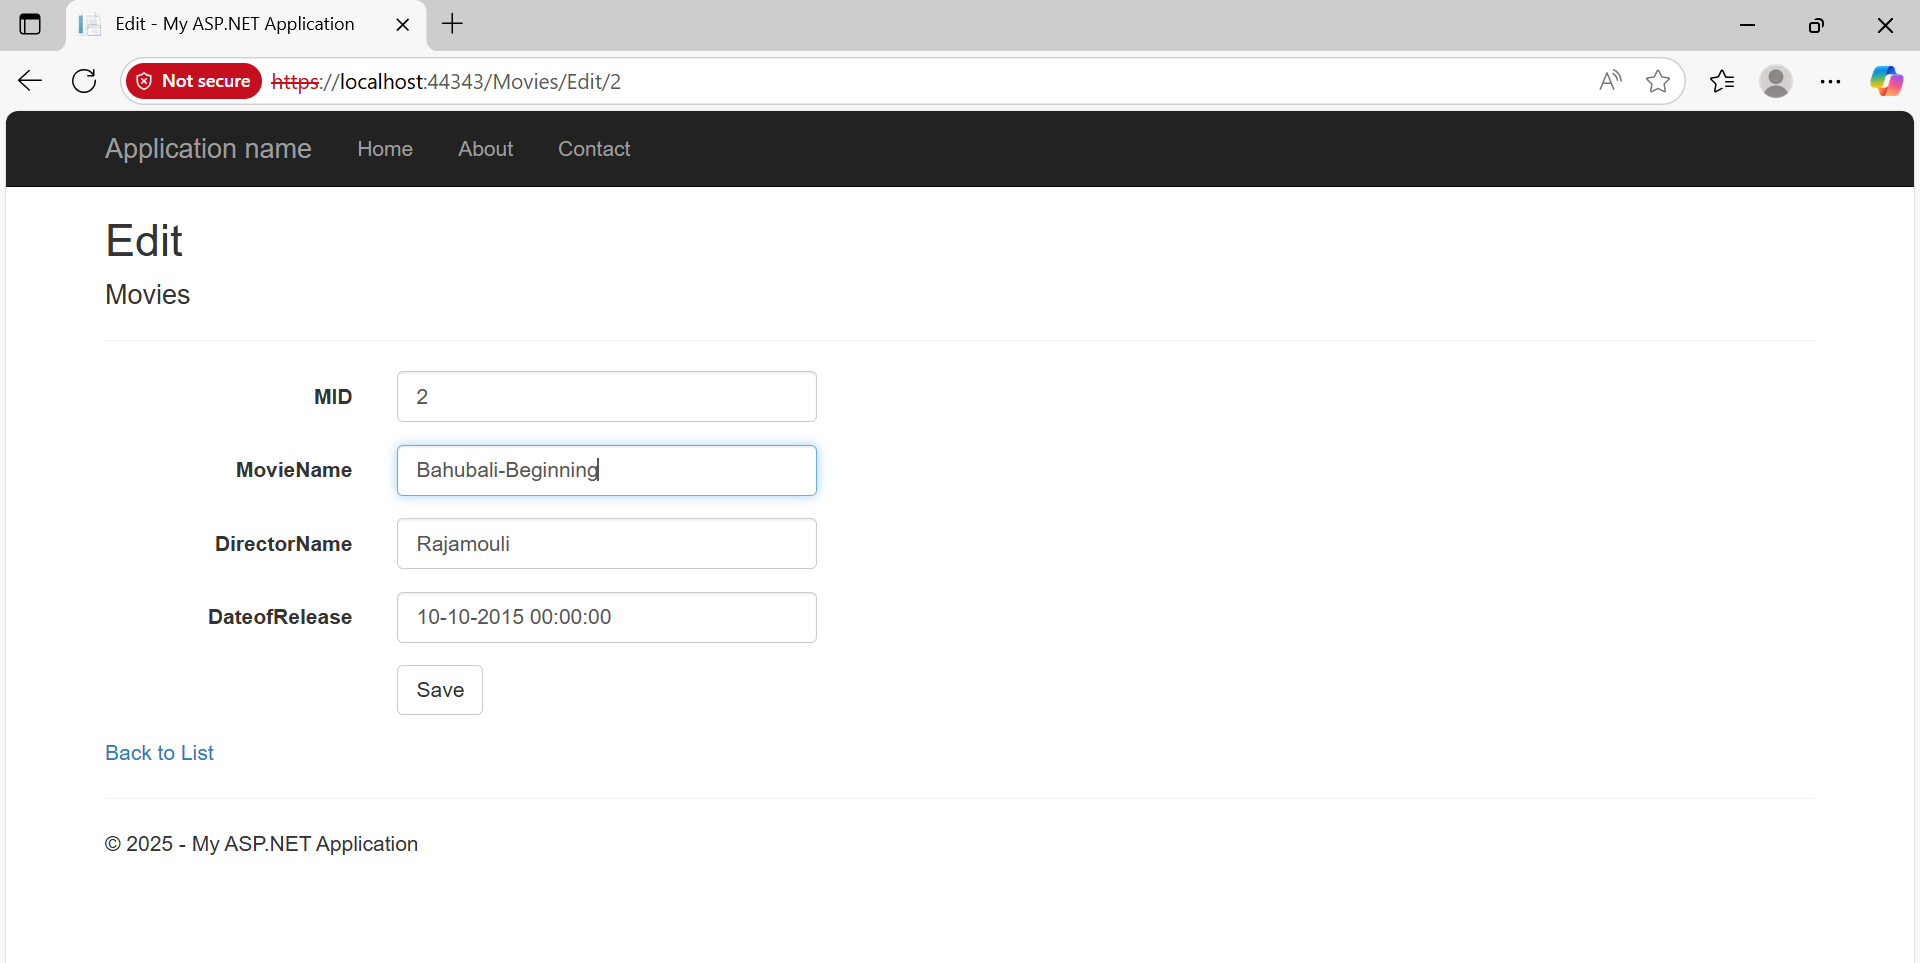 Edit - My ASP.NET Application
Not secure https://localhost:44343/Movies/Edit/2
Application name Home About Contact
Edit
Movies
MID 2
MovieName Bahubali-Beginning
DirectorName Rajamouli
DateofRelease 10-10-2015 00:00:00
Save
Back to List
© 2025 - My ASP.NET Application